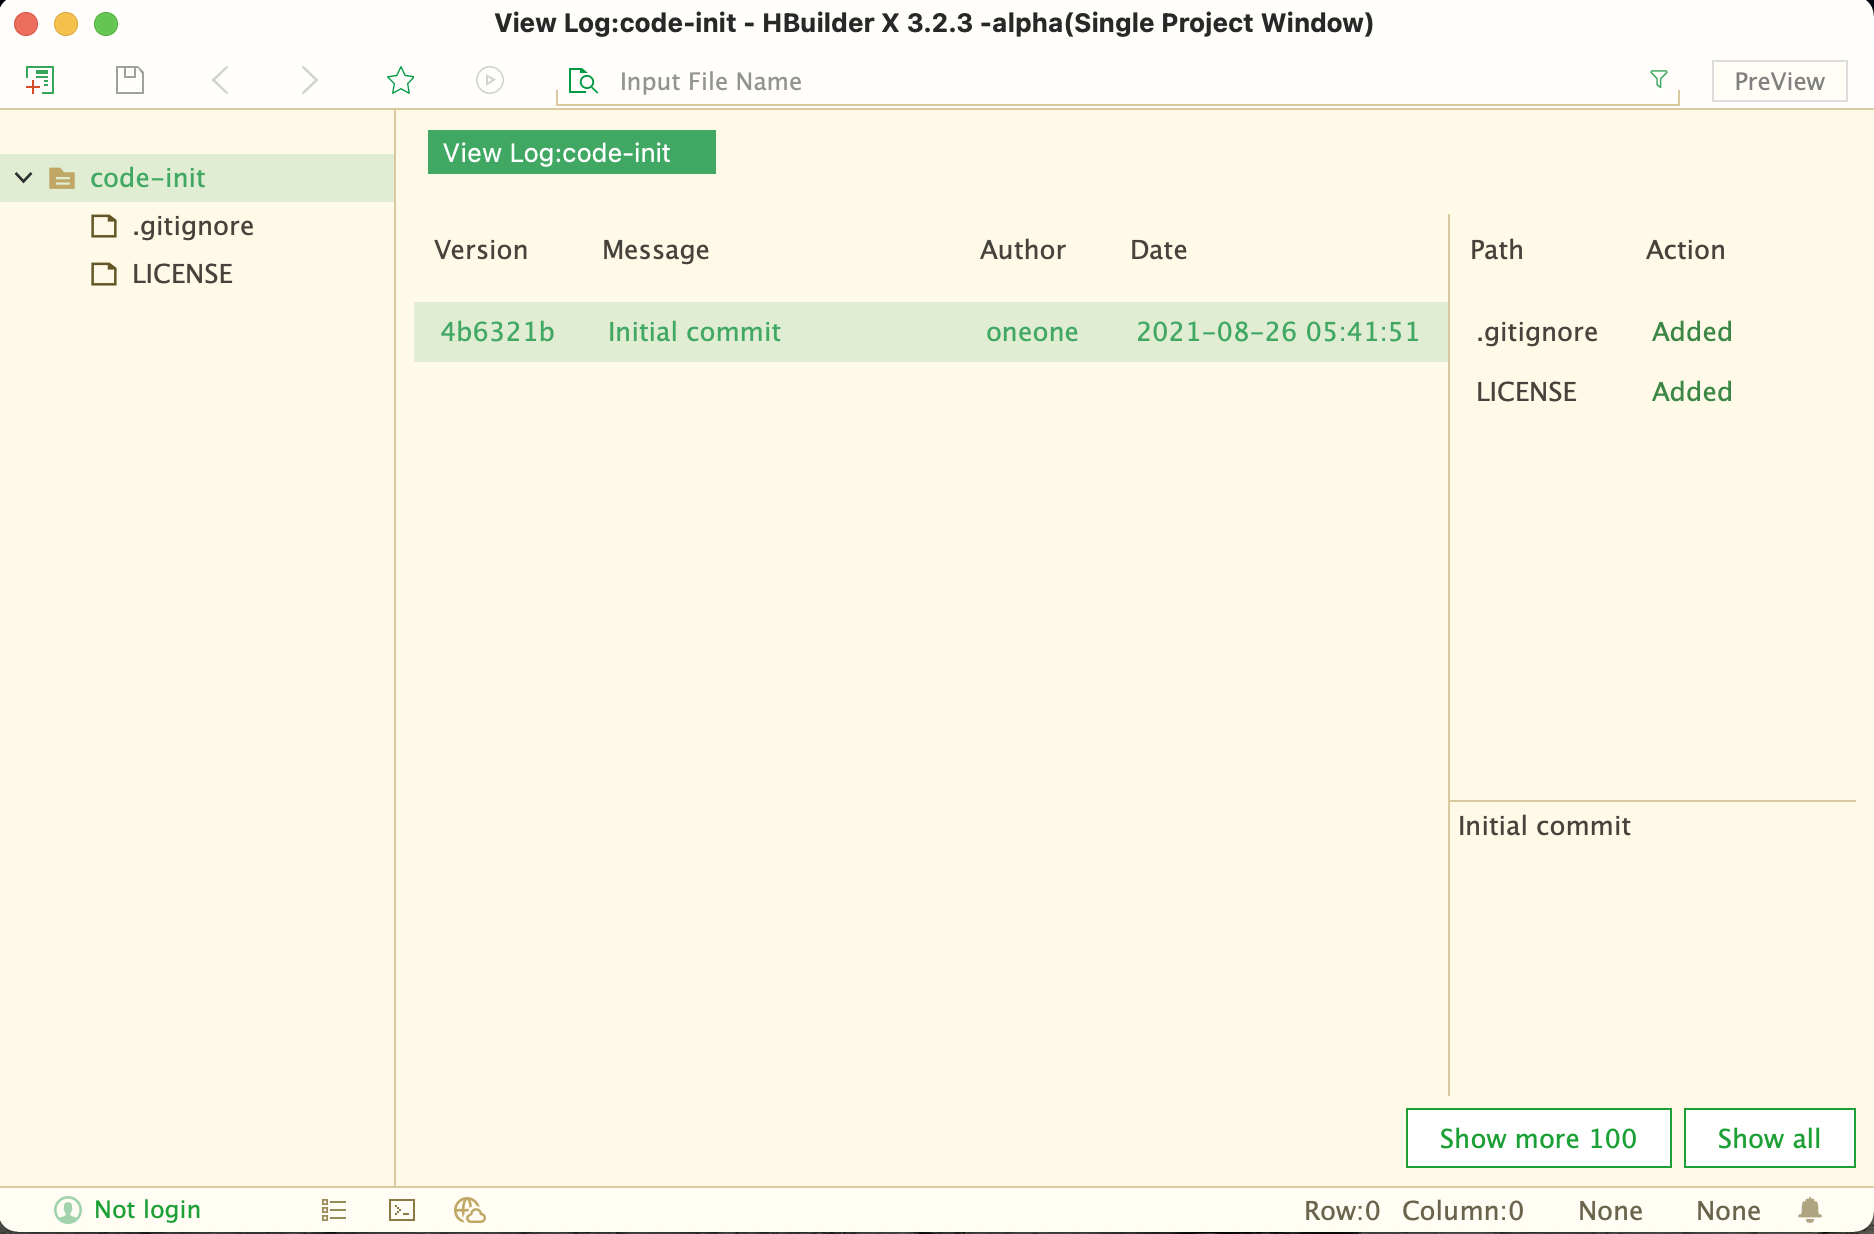 View Log:code-init - HBuilder X 3.2.3 -alpha(Single Project Window)
Input File Name
PreView
code-init
.gitignore
LICENSE
View Log:code-init
Version Message Author Date
4b6321b Initial commit oneone 2021-08-26 05:41:51
Path Action
.gitignore Added
LICENSE Added
Initial commit
Show more 100 Show all
Not login
Row:0 Column:0 None None